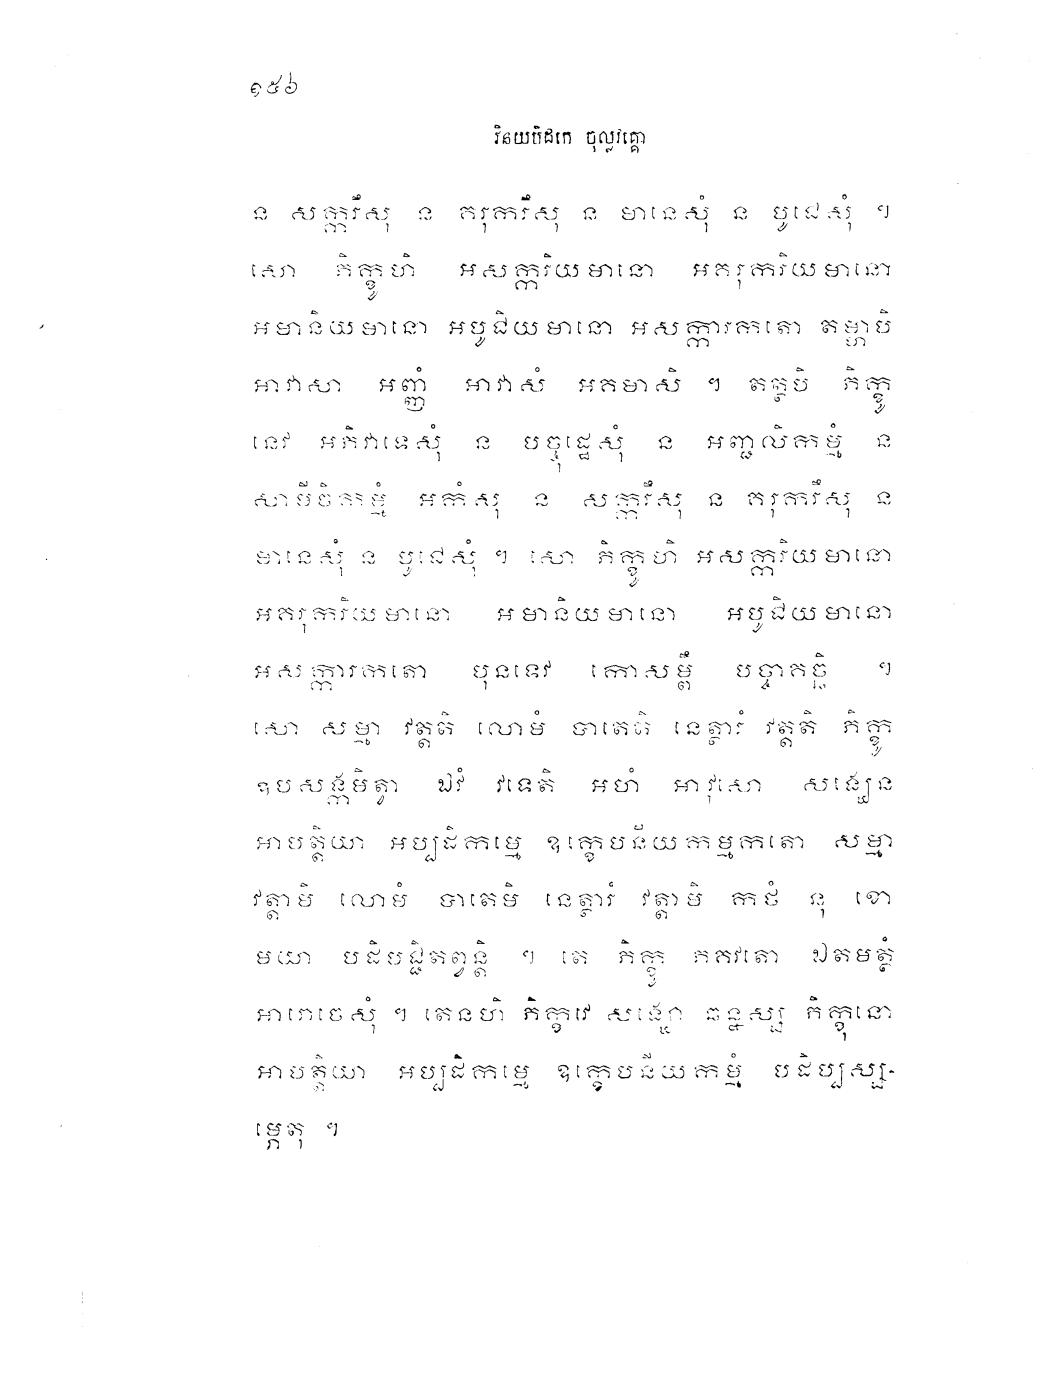 ១៥៦
វិនយបិដកេ ចុល្លវគ្គោ
ន សក្ករឹសុ ន គរុករឹសុ ន មានេសុំ ន បូជេសុំ ។
សោ ភិក្ខូហិ អសក្ករិយមានោ អគរុករិយមានោ
អមានិយមានោ អបូជិយមានោ អសក្ការកតោ តម្ហាបិ
អាវាសា អញ្ញំ អាវាសំ អគមាសិ ។ តត្ថបិ ភិក្ខូ
នេវ អភិវាទេសុំ ន បច្ចុដ្ឋេសុំ ន អញ្ជលិកម្មំ ន
សាមីចិកម្មំ អកំសុ ន សក្ករឹសុ ន គរុករឹសុ ន
មានេសុំ ន បូជេសុំ ។ សោ ភិក្ខូហិ អសក្ករិយមានោ
អគរុករិយមានោ អមានិយមានោ អបូជិយមានោ
អសក្ការកតោ បុនទេវ កោសម្ពឹ បច្ចាគច្ឆិ ។
សោ សម្មា វត្តតិ លោមំ បាតេតិ នេត្ថារំ វត្តតិ ភិក្ខូ
ឧបសង្កមិត្វា ឯវំ វទេតិ អហំ អាវុសោ សង្ឃេន
អាបត្តិយា អប្បដិកម្មេ ឧក្ខេបនីយកម្មកតោ សម្មា
វត្តាមិ លោមំ បាតេមិ នេត្ថារំ វត្តាមិ កថំ នុ ខោ
មយា បដិបជ្ជិតព្វន្តិ ។ តេ ភិក្ខូ ភគវតោ ឯតមត្ថំ
អារោចេសុំ ។ តេនហិ ភិក្ខវេ សង្ឃោ ឆន្នស្ស ភិក្ខុនោ
អាបត្តិយា អប្បដិកម្មេ ឧក្ខេបនីយកម្មំ បដិប្បស្ស-
ម្ភេតុ ។